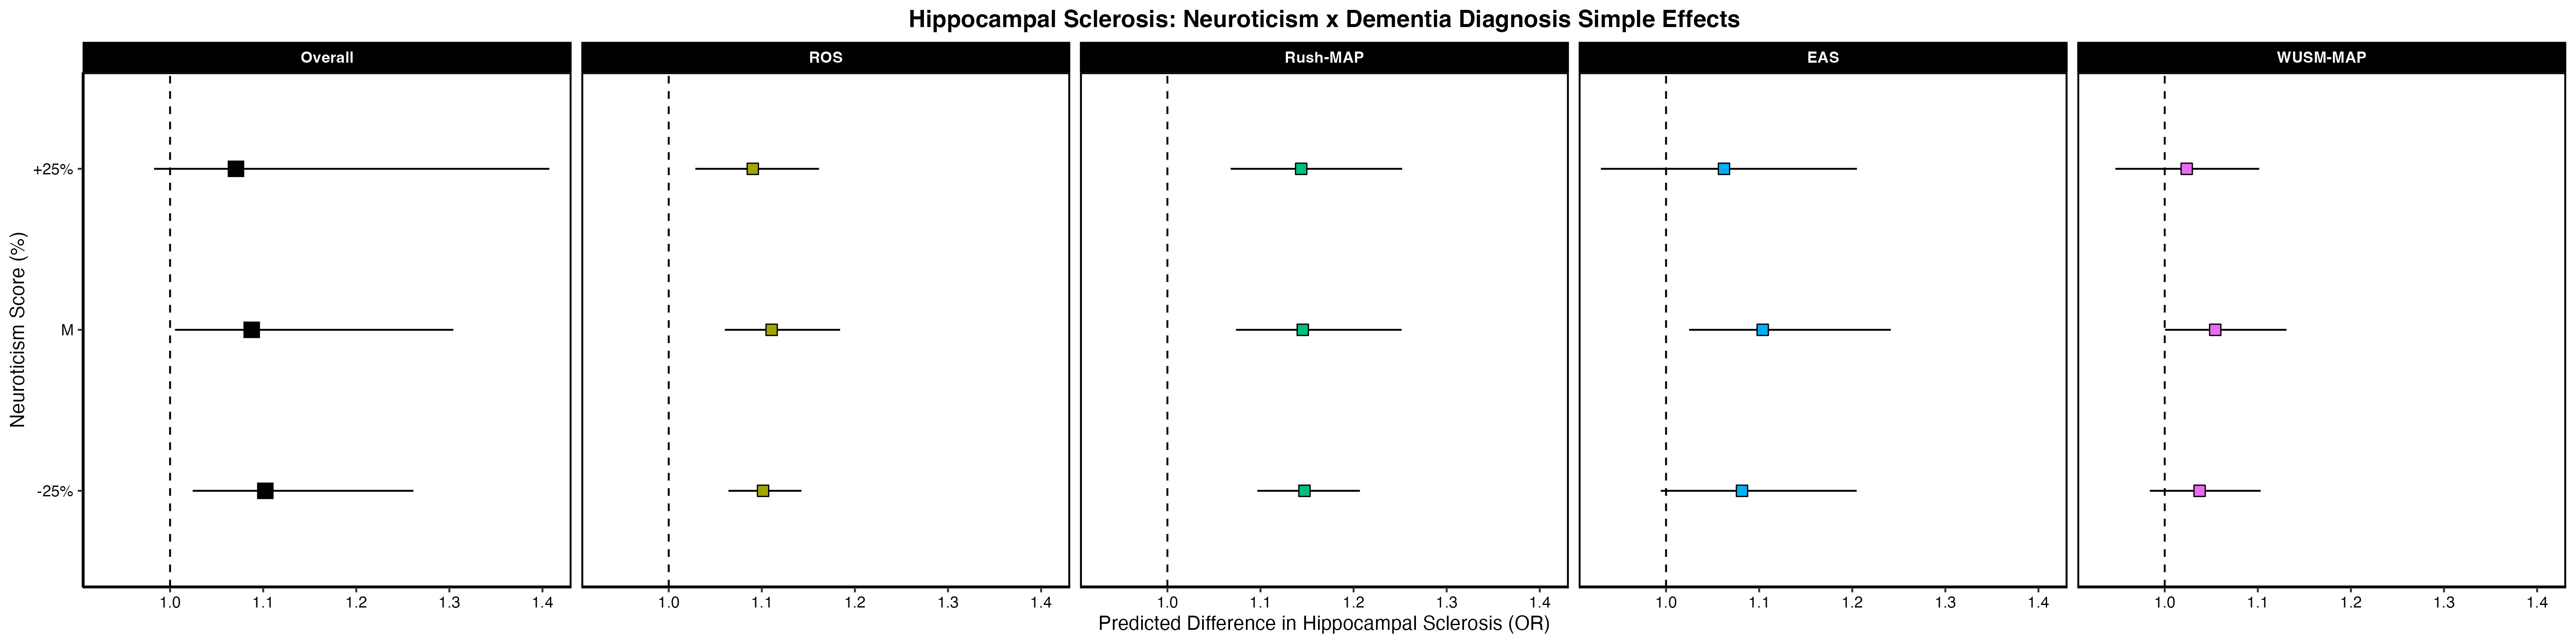 Hippocampal Sclerosis: Neuroticism x Dementia Diagnosis Simple Effects
Overall ROS Rush-MAP EAS WUSM-MAP
Neuroticism Score (%)
+25%
M
-25%
1.0 1.1 1.2 1.3 1.4 1.0 1.1 1.2 1.3 1.4 1.0 1.1 1.2 1.3 1.4 1.0 1.1 1.2 1.3 1.4 1.0 1.1 1.2 1.3 1.4
Predicted Difference in Hippocampal Sclerosis (OR)